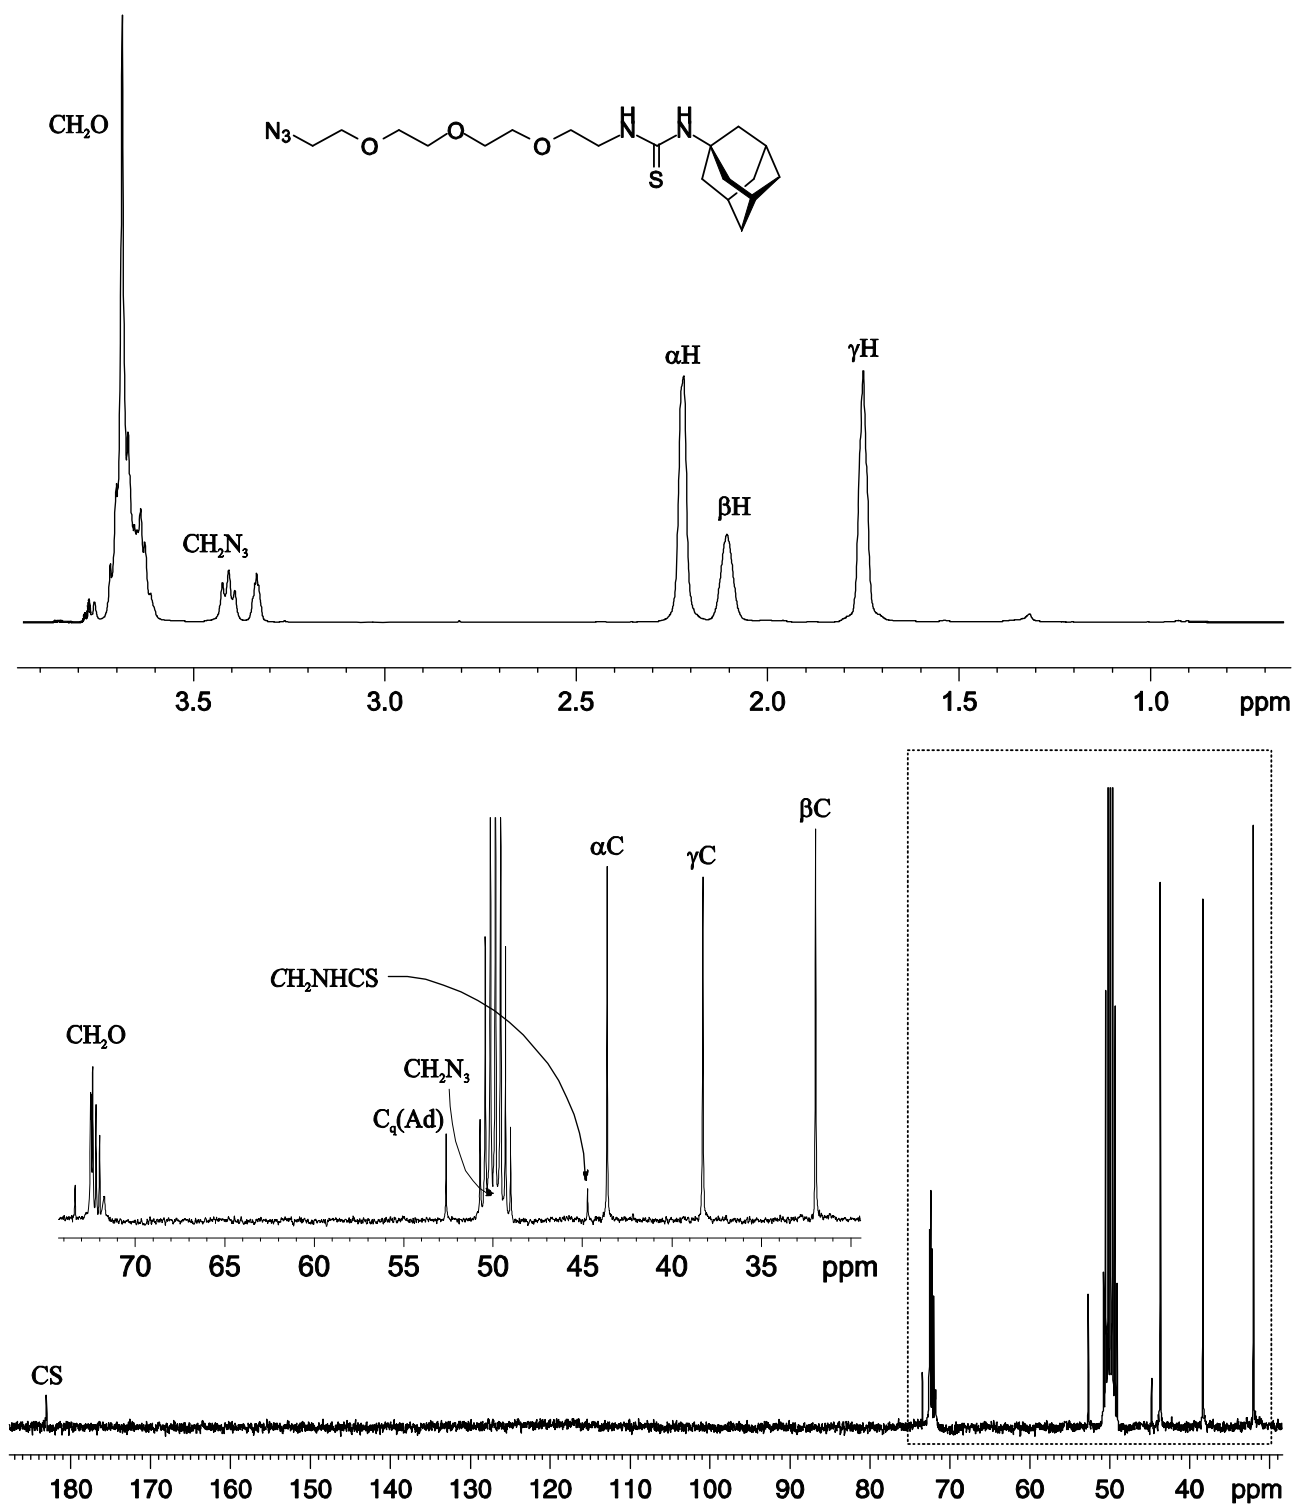 CH₂O
N₃
O
O
O
H
N
S
H
N
αH
βH
γH
CH₂N₃
3.5 3.0 2.5 2.0 1.5 1.0 ppm
βC
αC
γC
CH₂NHCS
CH₂O
CH₂N₃
C_q(Ad)
70 65 60 55 50 45 40 35 ppm
CS
180 170 160 150 140 130 120 110 100 90 80 70 60 50 40 ppm